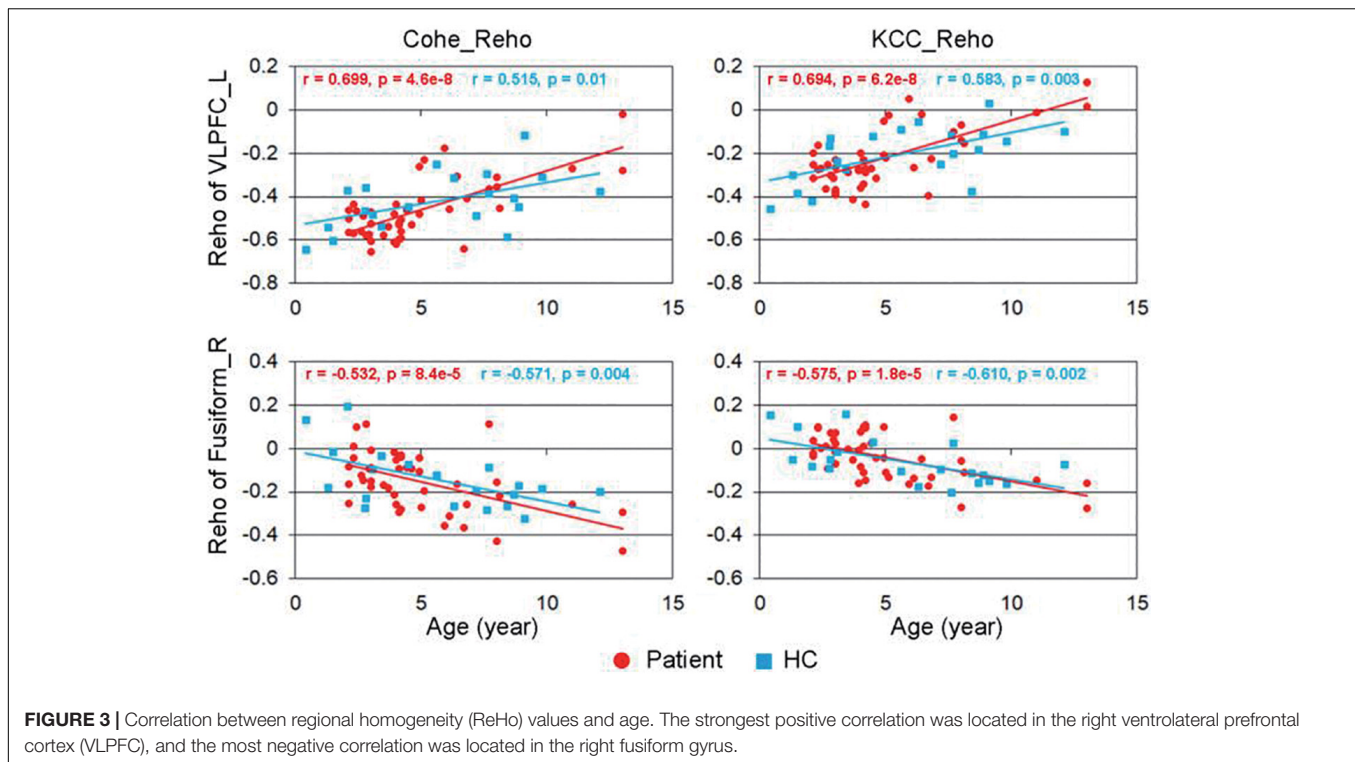 Cohe_Reho
KCC_Reho
Reho of VLPFC_L
0.2
0
-0.2
-0.4
-0.6
-0.8
r = 0.699, p = 4.6e-8 r = 0.515, p = 0.01
0 5 10 15
0.2
0
-0.2
-0.4
-0.6
-0.8
r = 0.694, p = 6.2e-8 r = 0.583, p = 0.003
0 5 10 15
Reho of Fusiform_R
0.4
0.2
0
-0.2
-0.4
-0.6
r = -0.532, p = 8.4e-5 r = -0.571, p = 0.004
0 5 10 15
Age (year)
0.4
0.2
0
-0.2
-0.4
-0.6
r = -0.575, p = 1.8e-5 r = -0.610, p = 0.002
0 5 10 15
Age (year)
Patient HC
FIGURE 3 | Correlation between regional homogeneity (ReHo) values and age. The strongest positive correlation was located in the right ventrolateral prefrontal
cortex (VLPFC), and the most negative correlation was located in the right fusiform gyrus.